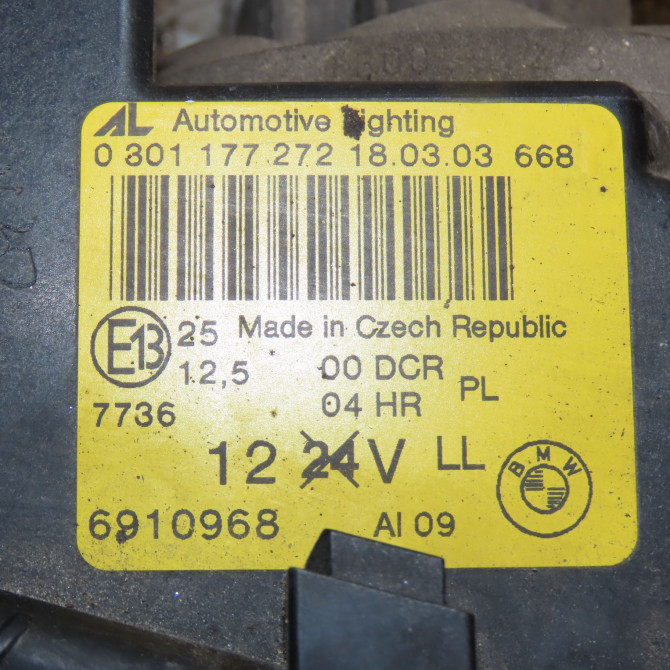 AL Automotive Lighting
0 301 177 272 18.03.03 668
E13 25 Made in Czech Republic
12,5 00 DCR PL
7736 04 HR
12 24 V LL
BMW
6910968 AI 09